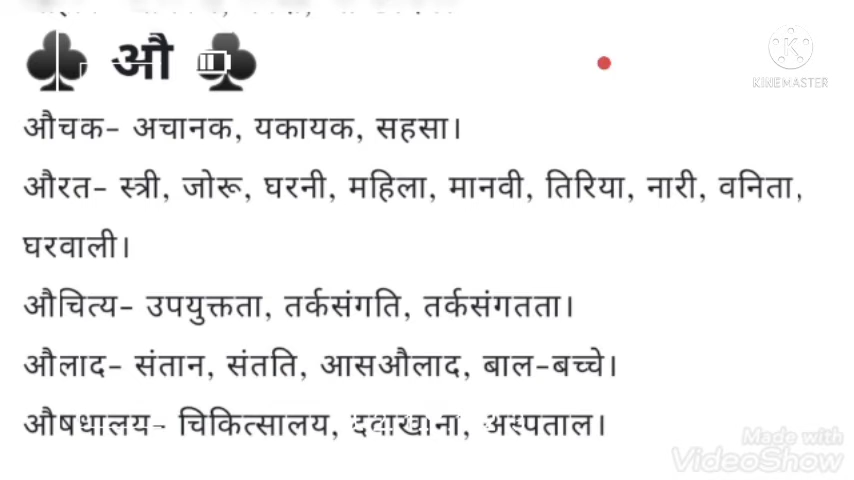 औ
KINEMASTER
औचक- अचानक, यकायक, सहसा।
औरत- स्त्री, जोरू, घरनी, महिला, मानवी, तिरिया, नारी, वनिता,
घरवाली।
औचित्य- उपयुक्तता, तर्कसंगति, तर्कसंगतता।
औलाद- संतान, संतति, आसऔलाद, बाल-बच्चे।
औषधालय- चिकित्सालय, दवाखाना, अस्पताल।
Made with
VideoShow